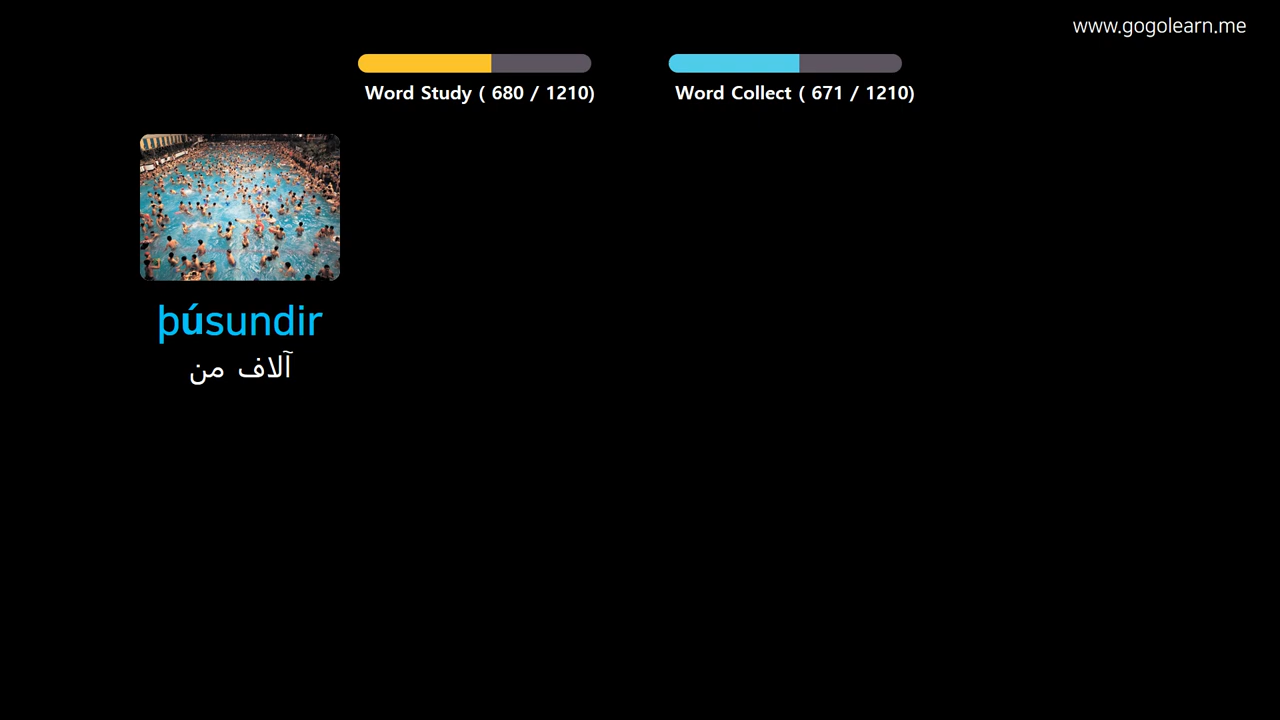 www.gogolearn.me
Word Study ( 680 / 1210)
Word Collect ( 671 / 1210)
þúsundir
آلاف من